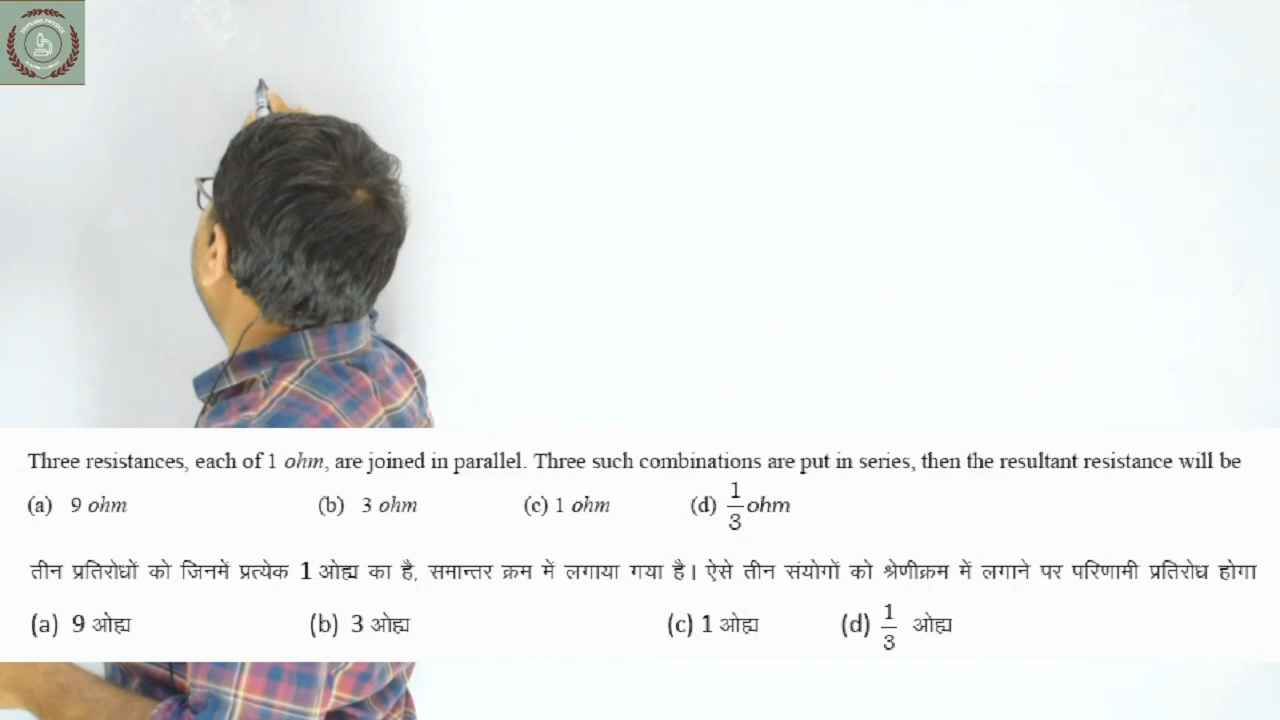 Three resistances, each of 1 ohm, are joined in parallel. Three such combinations are put in series, then the resultant resistance will be
(a) 9 ohm (b) 3 ohm (c) 1 ohm (d) 1/3 ohm
तीन प्रतिरोधों को जिनमें प्रत्येक 1 ओह्म का है, समान्तर क्रम में लगाया गया है। ऐसे तीन संयोगों को श्रेणीक्रम में लगाने पर परिणामी प्रतिरोध होगा
(a) 9 ओह्म (b) 3 ओह्म (c) 1 ओह्म (d) 1/3 ओह्म